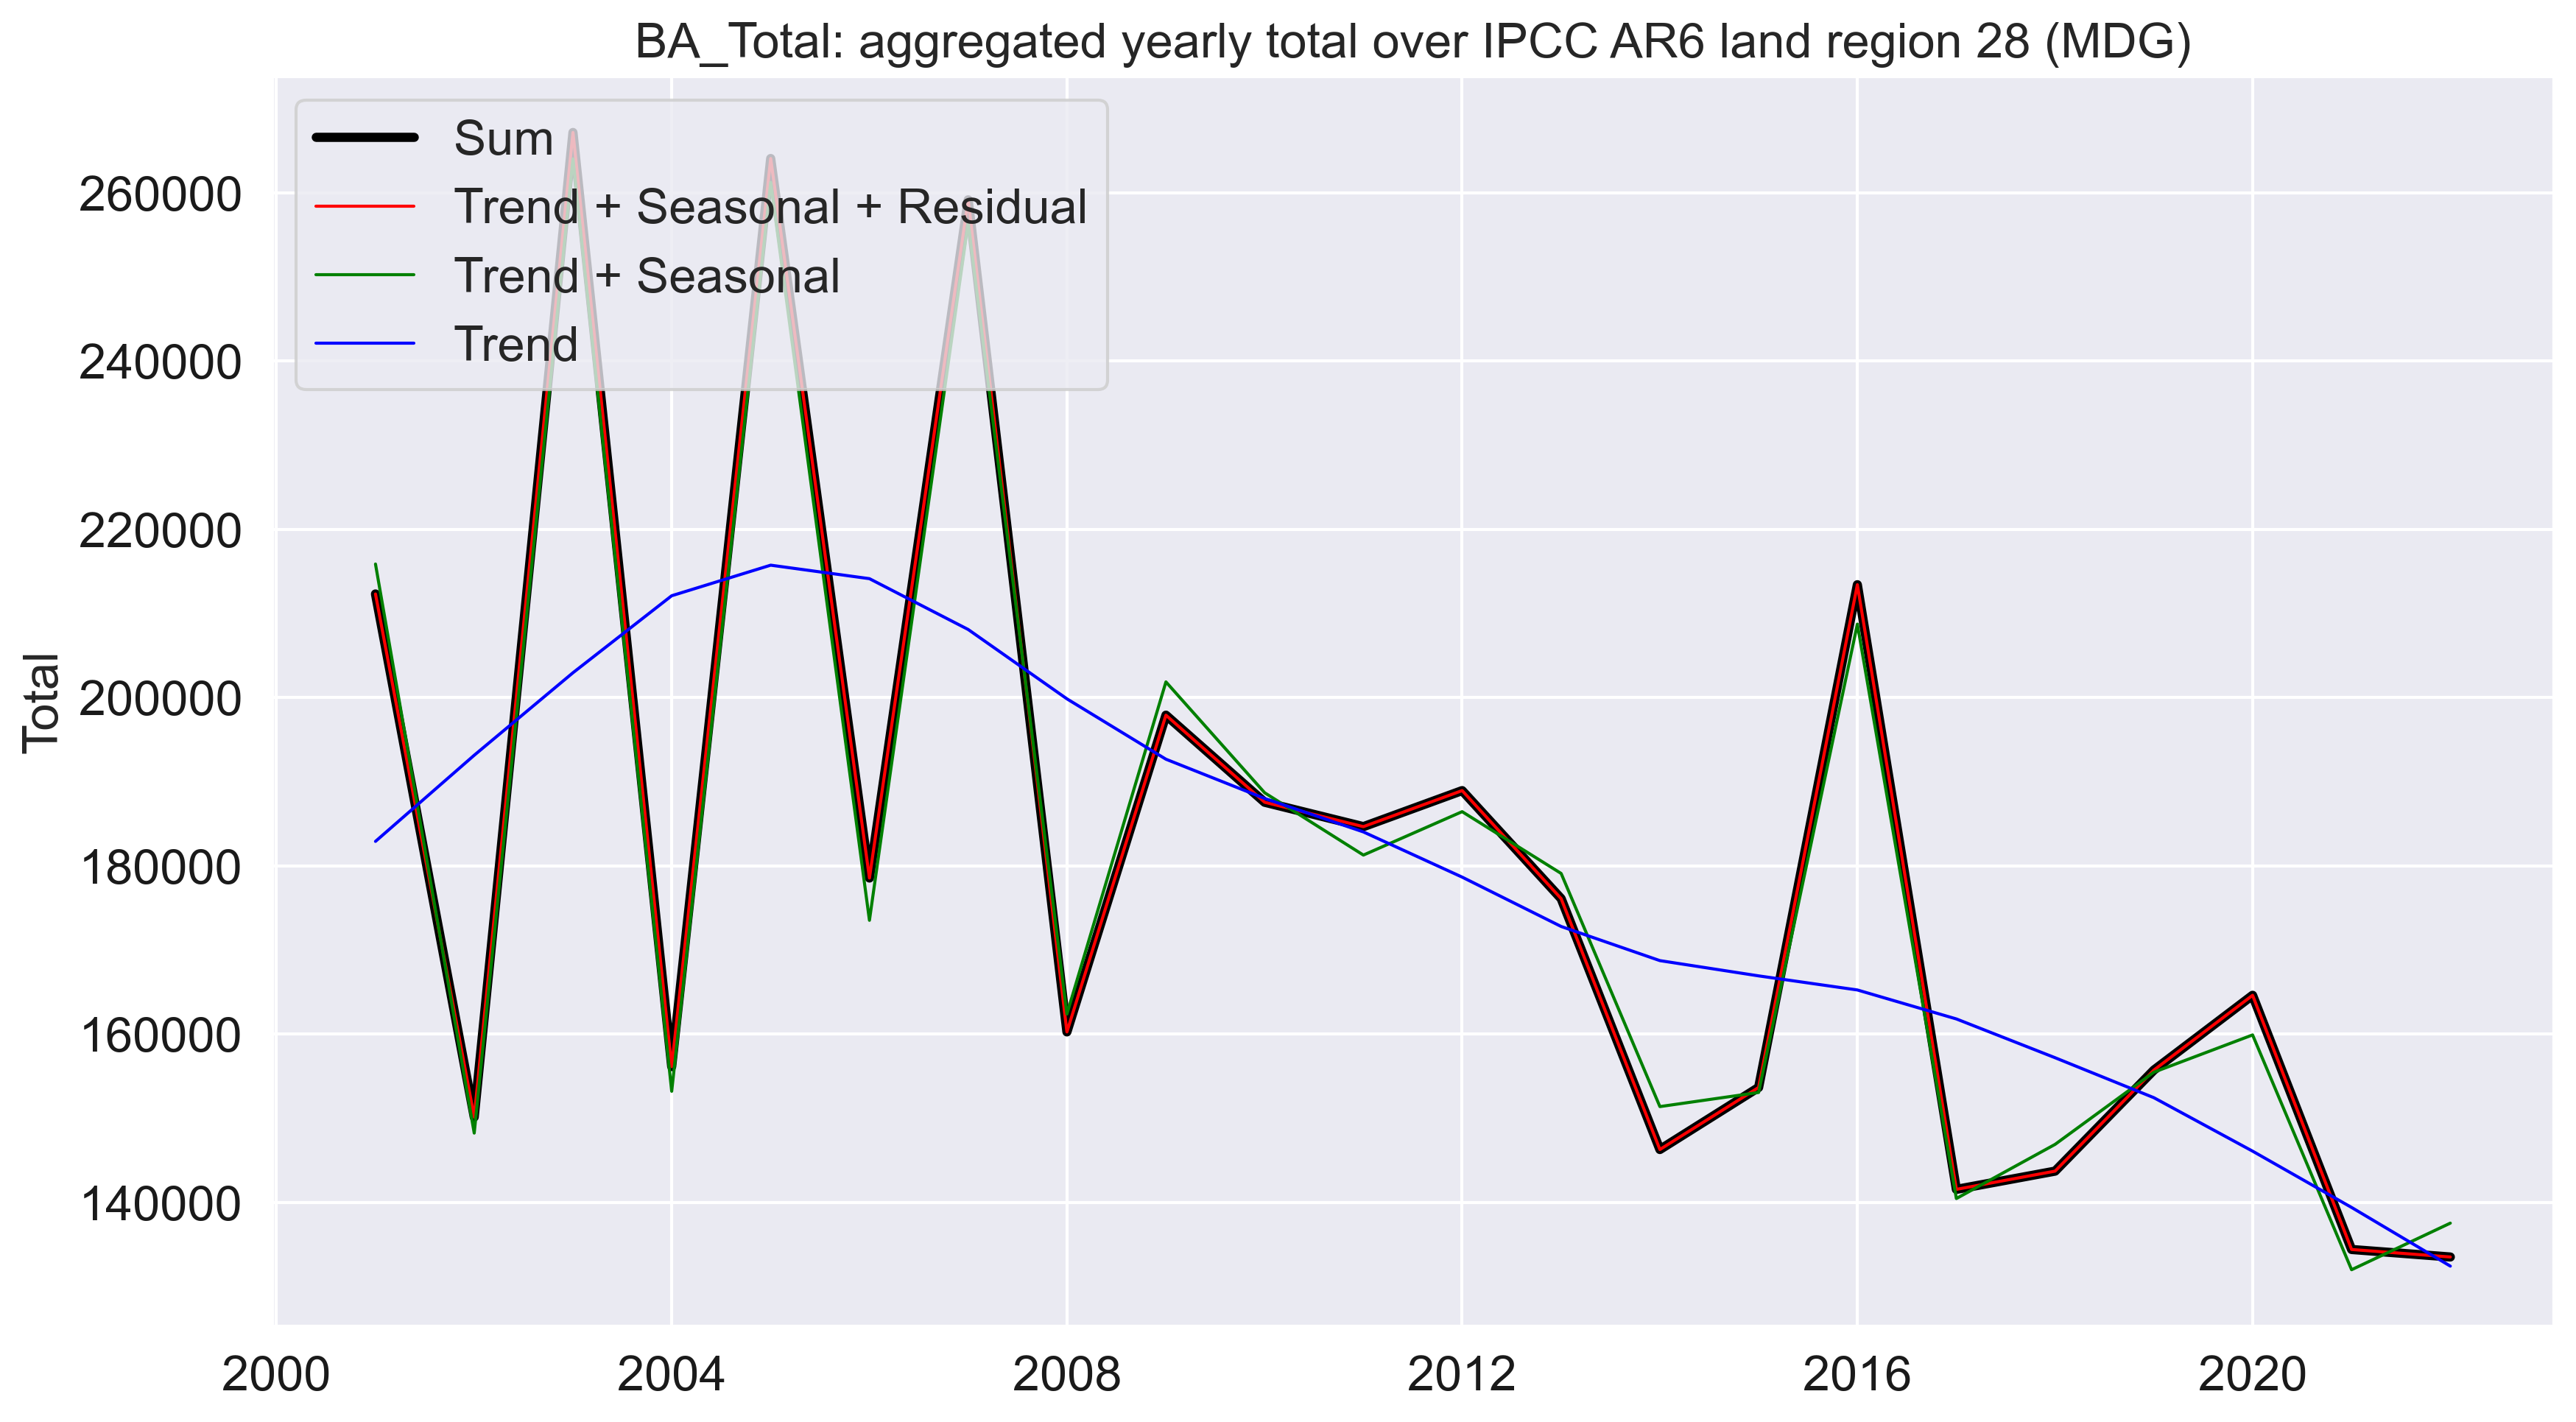 BA_Total: aggregated yearly total over IPCC AR6 land region 28 (MDG)
Sum
Trend + Seasonal + Residual
Trend + Seasonal
Trend
260000
240000
220000
200000
180000
160000
140000
Total
2000
2004
2008
2012
2016
2020